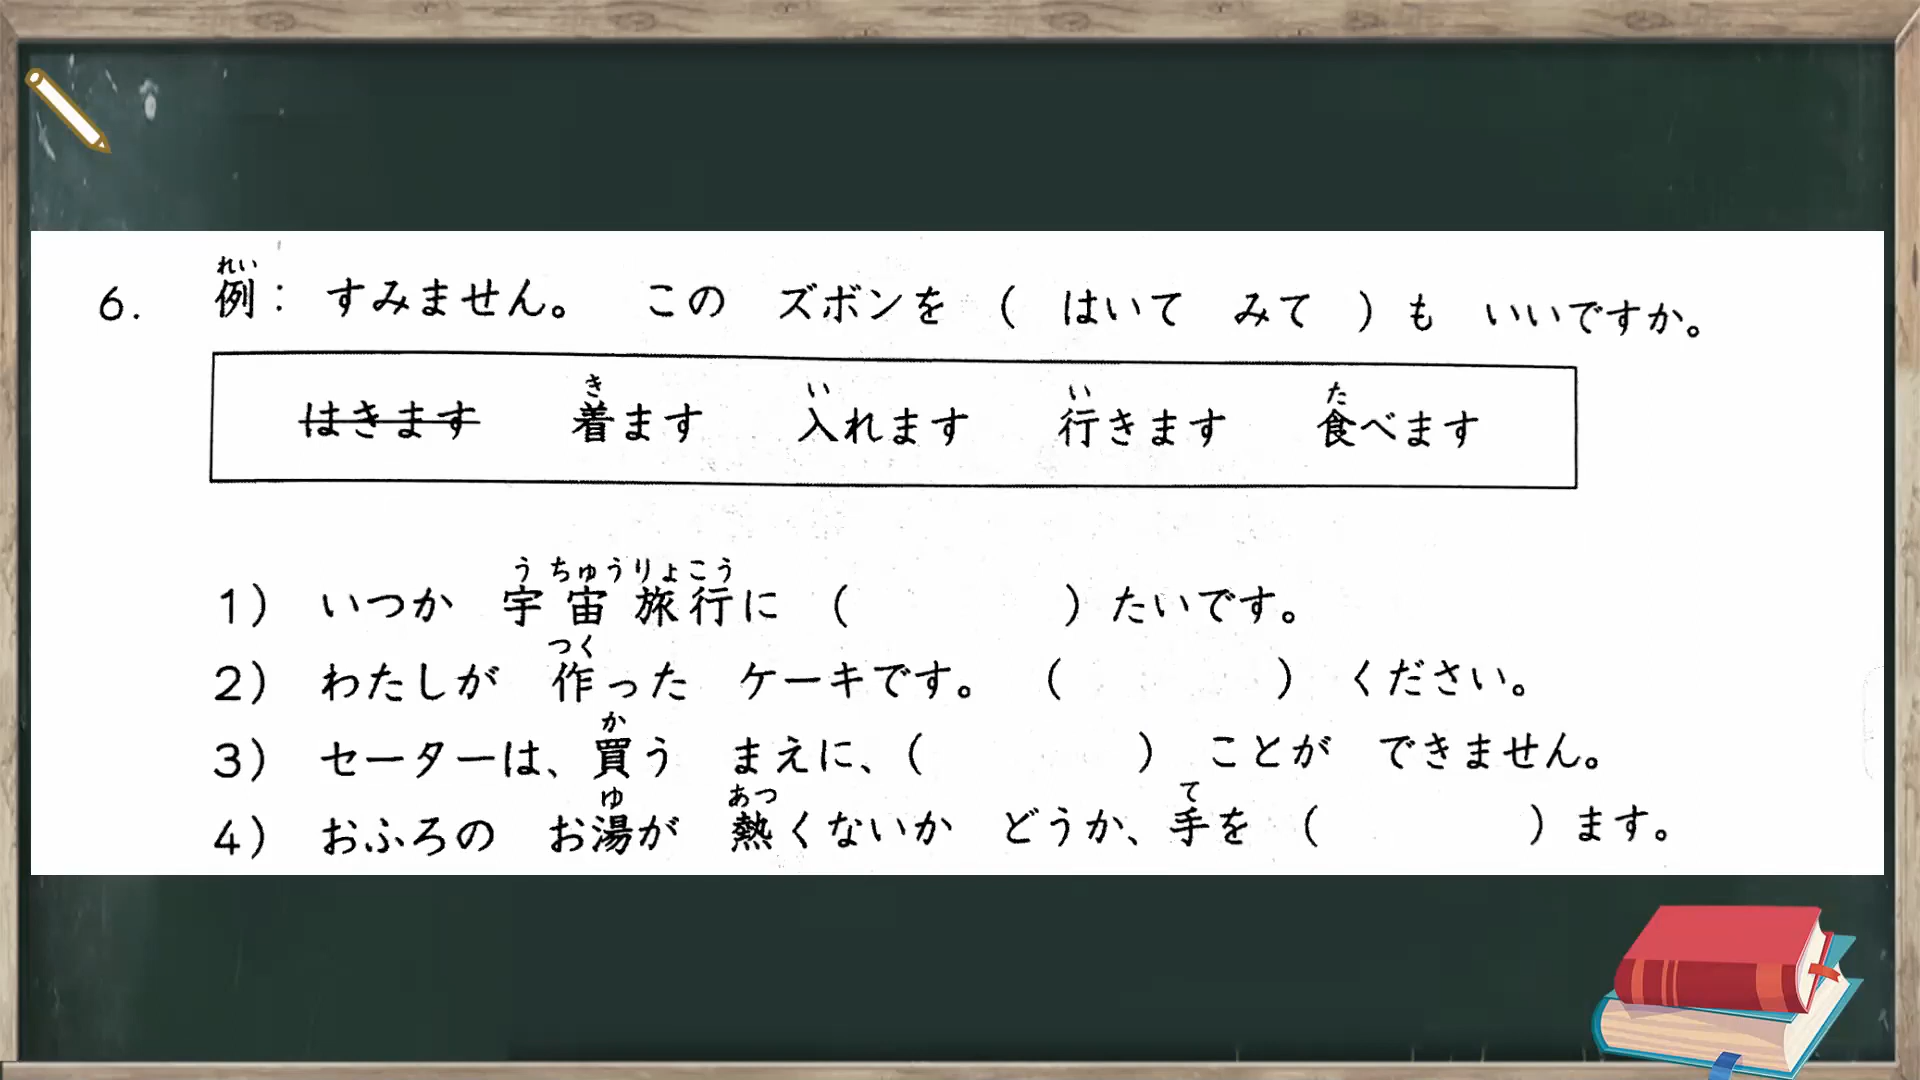 6. 例： すみません。 この ズボンを （ はいて みて ）も いいですか。
はきます 着ます 入れます 行きます 食べます
1） いつか 宇宙旅行に （ ）たいです。
2） わたしが 作った ケーキです。 （ ） ください。
3） セーターは、買う まえに、（ ） ことが できません。
4） おふろの お湯が 熱くないか どうか、手を （ ）ます。